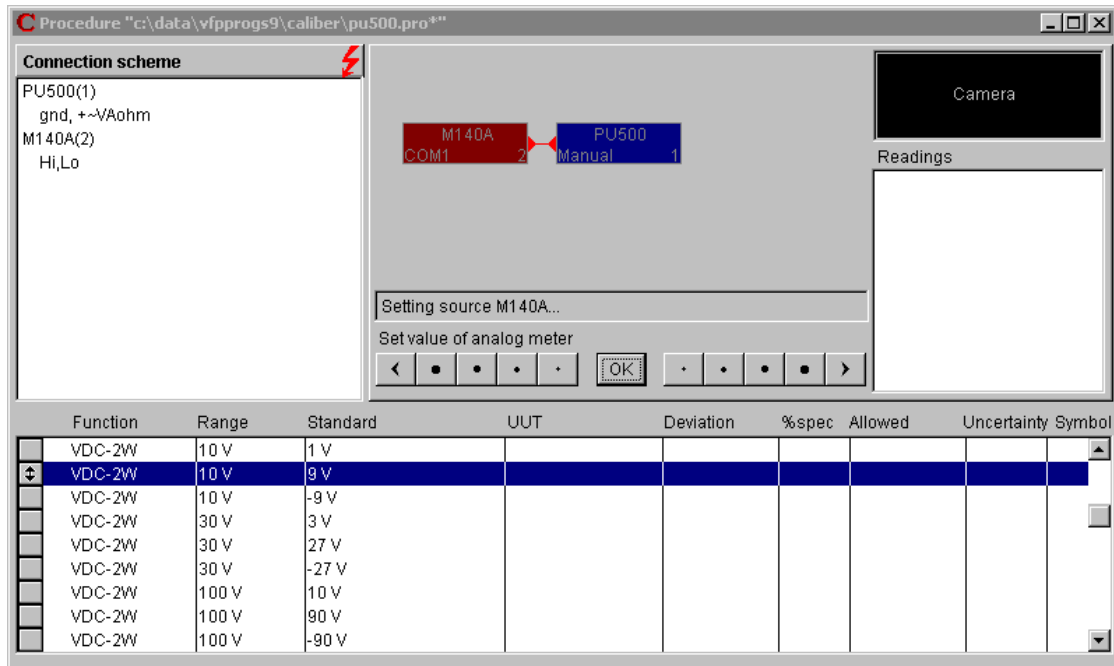 C Procedure "c:\data\vfpprogs9\caliber\pu500.pro*"
Connection scheme
PU500(1)
gnd, +~VAohm
M140A(2)
Hi,Lo
M140A
COM1 2
PU500
Manual 1
Camera
Readings
Setting source M140A...
Set value of analog meter
OK
Function Range Standard UUT Deviation %spec Allowed Uncertainty Symbol
VDC-2W 10 V 1 V
VDC-2W 10 V 9 V
VDC-2W 10 V -9 V
VDC-2W 30 V 3 V
VDC-2W 30 V 27 V
VDC-2W 30 V -27 V
VDC-2W 100 V 10 V
VDC-2W 100 V 90 V
VDC-2W 100 V -90 V